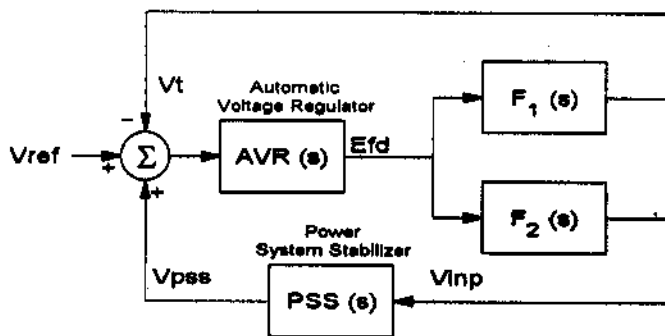 Vt
Automatic
Voltage Regulator
F1 (s)
−
Vref
+
Σ
AVR (s)
Efd
+
F2 (s)
Power
System Stabilizer
Vpss
PSS (s)
Vinp